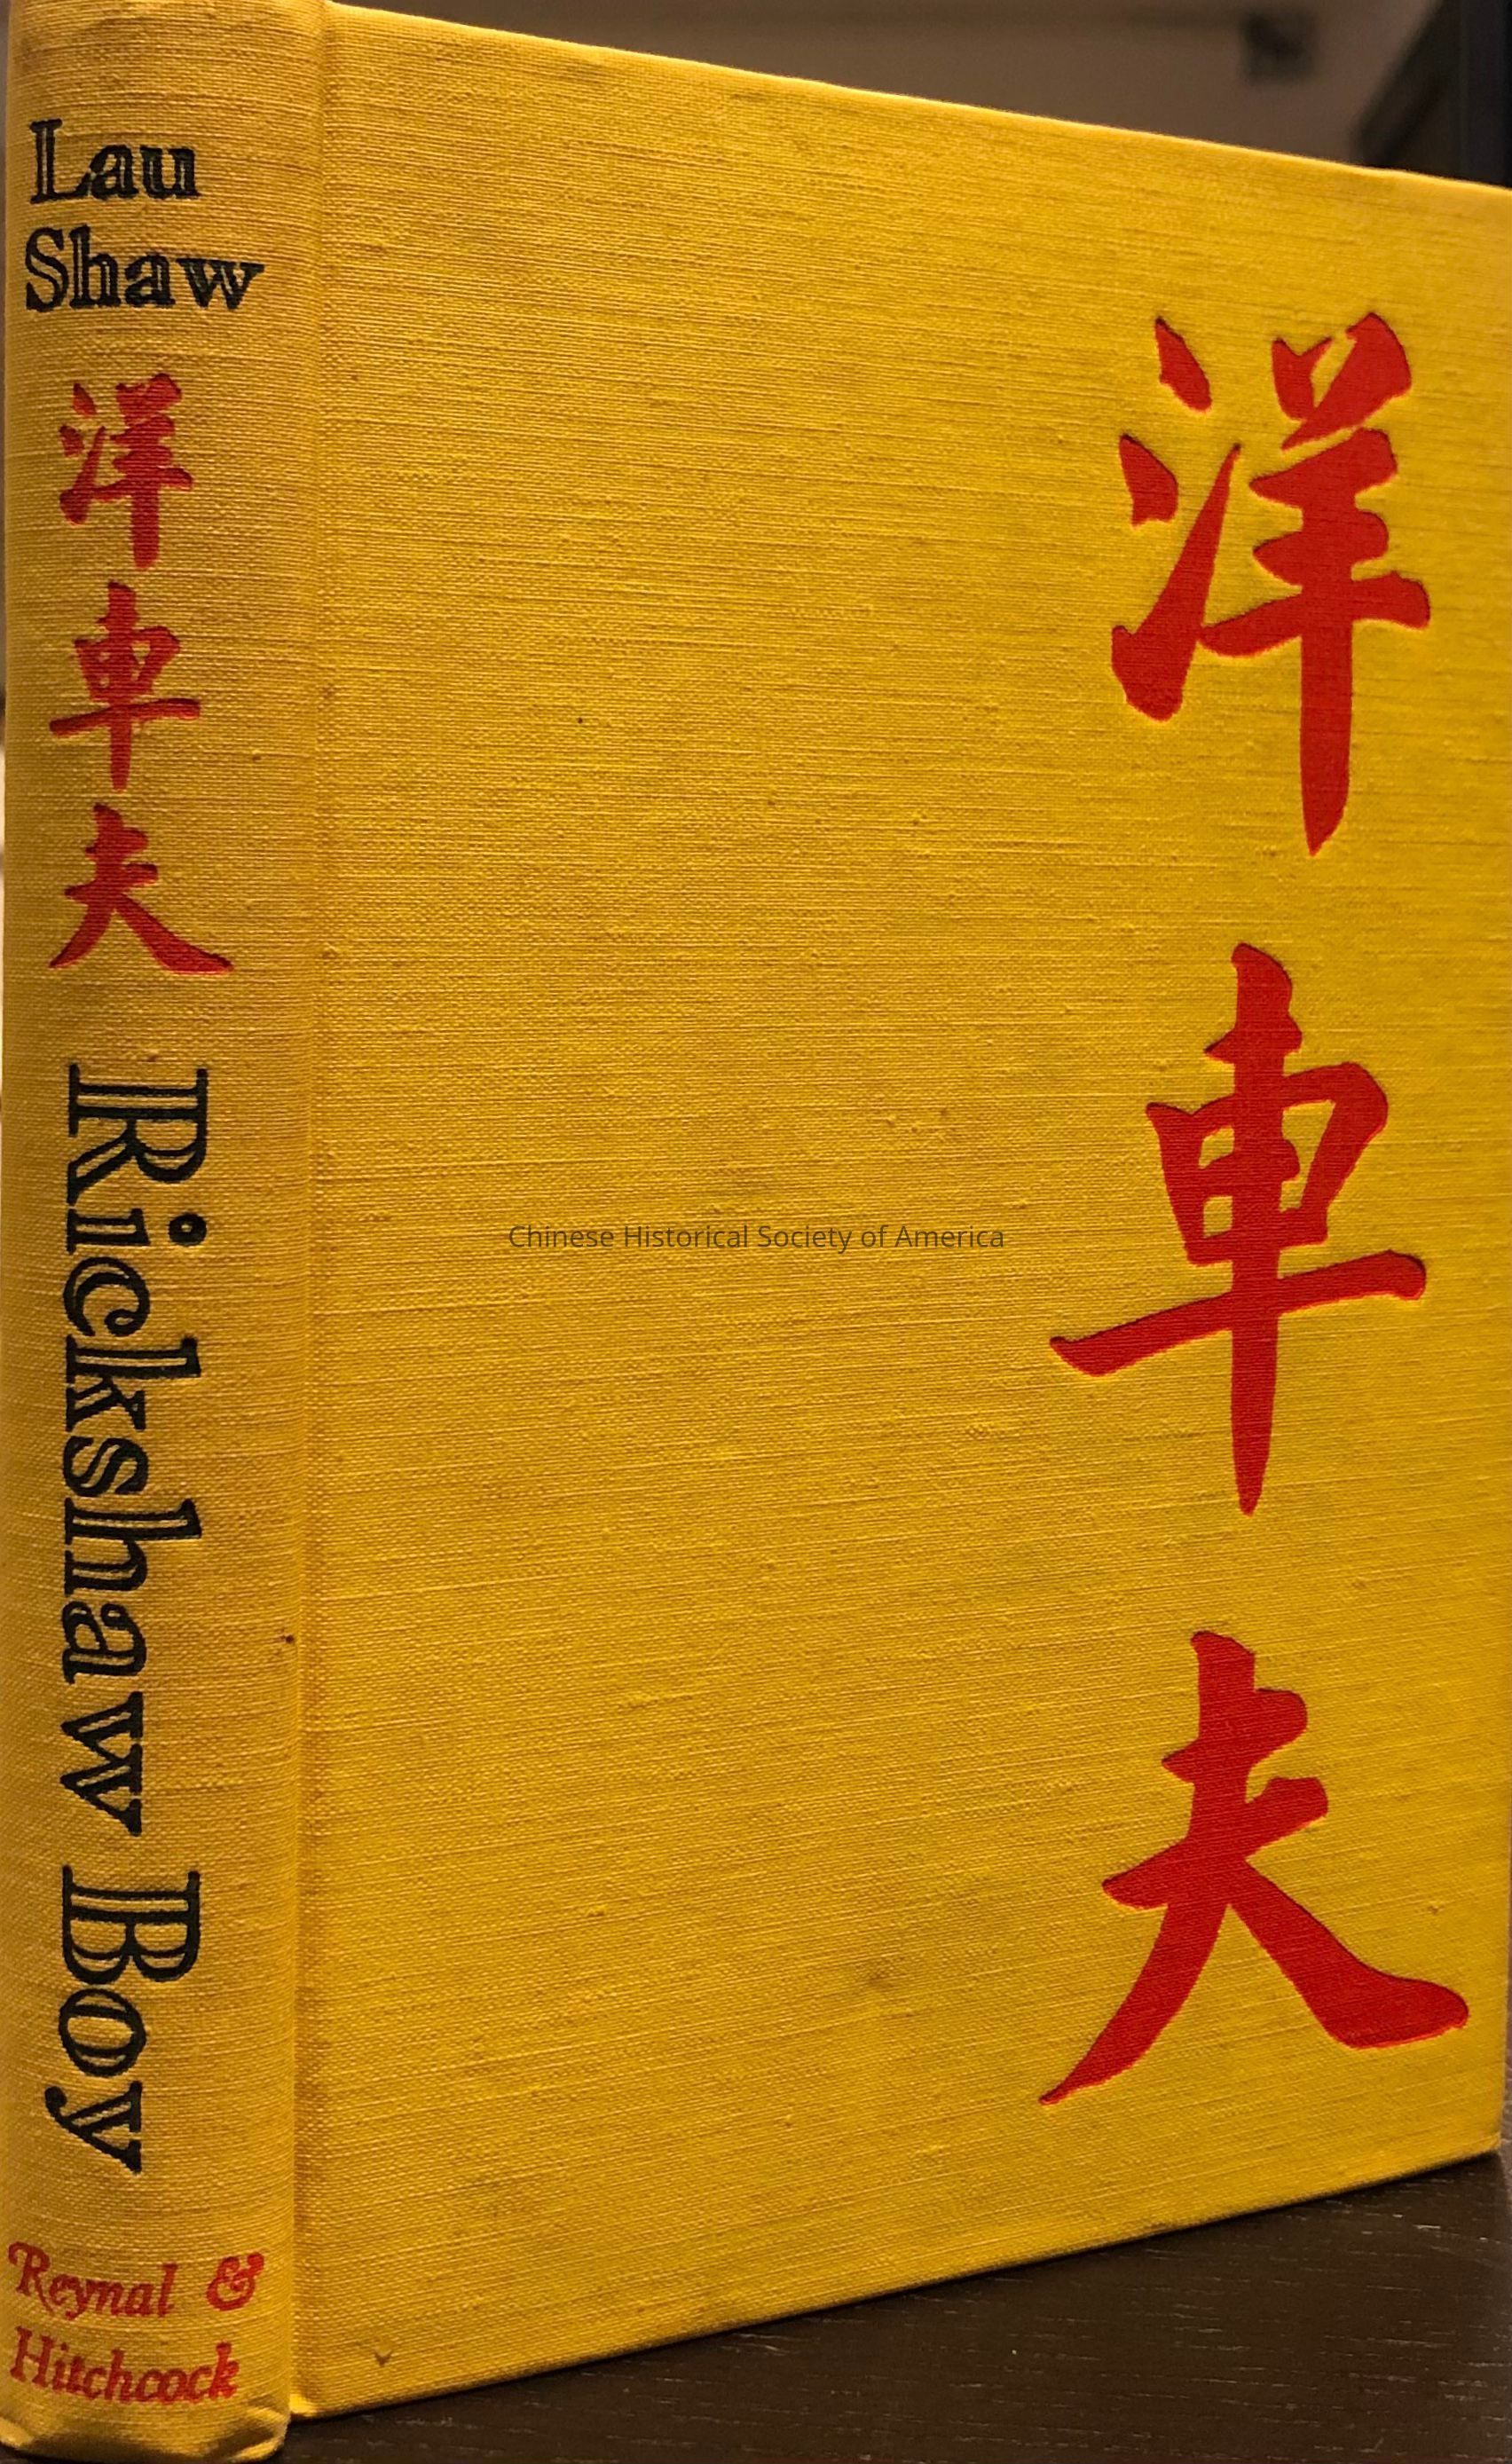 Lau
Shaw
洋車夫
Rickshaw Boy
Reynal &
Hitchcock
洋車夫
Chinese Historical Society of America